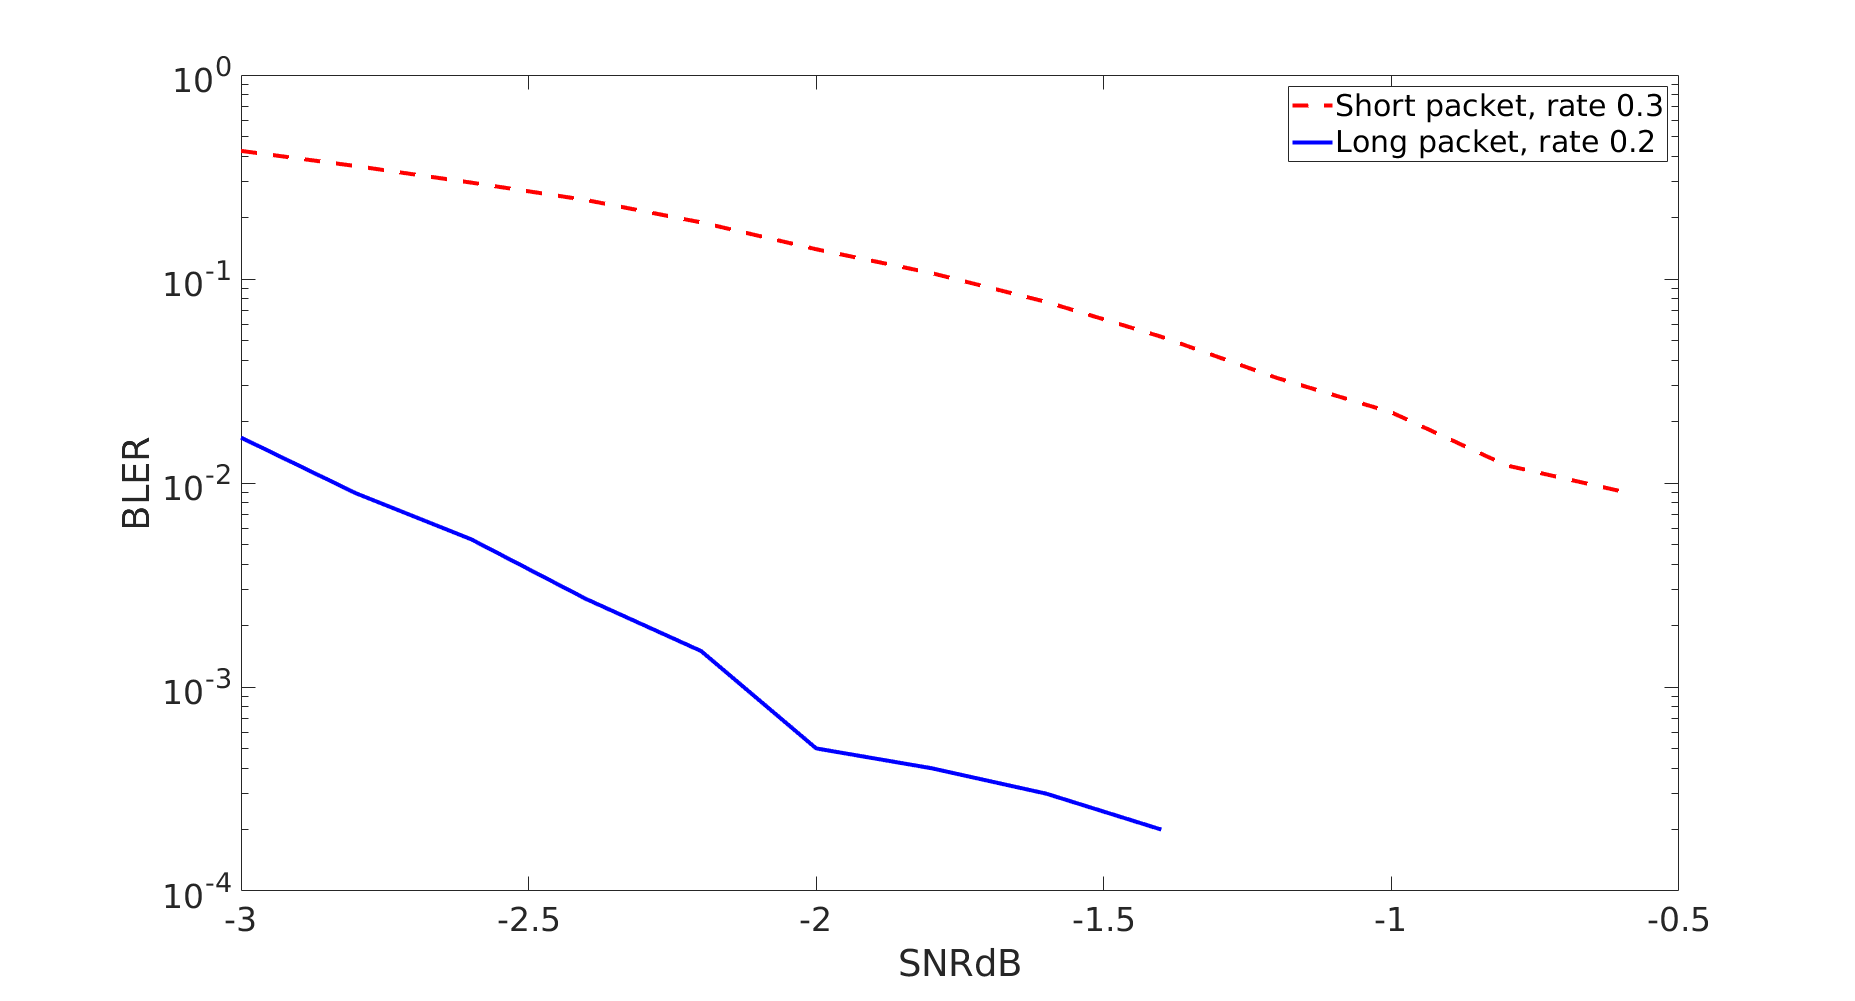 10^0
10^-1
10^-2
10^-3
10^-4
BLER
Short packet, rate 0.3
Long packet, rate 0.2
-3 -2.5 -2 -1.5 -1 -0.5
SNRdB